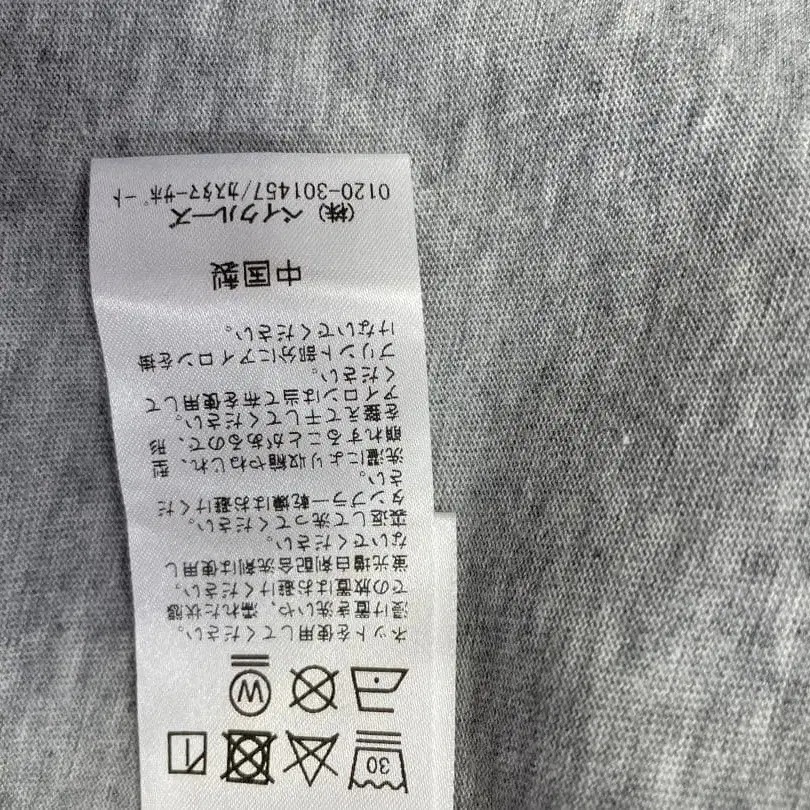 30
W
ネットを使用してください。
浸け置き洗いや、濡れた状態
での放置はお避けください。
蛍光増白剤配合洗剤は使用し
ないでください。
裏返して洗ってください。
タンブラー乾燥はお避けくだ
さい。
洗濯により収縮やねじれ、型
崩れすることがあるので、形
を整えて干してください。
アイロンは当て布を使用して
ください。
プリント部分にアイロンを掛
けないでください。
中国製
(株)ベイクルーズ
0120-301457/カスタマーサポート